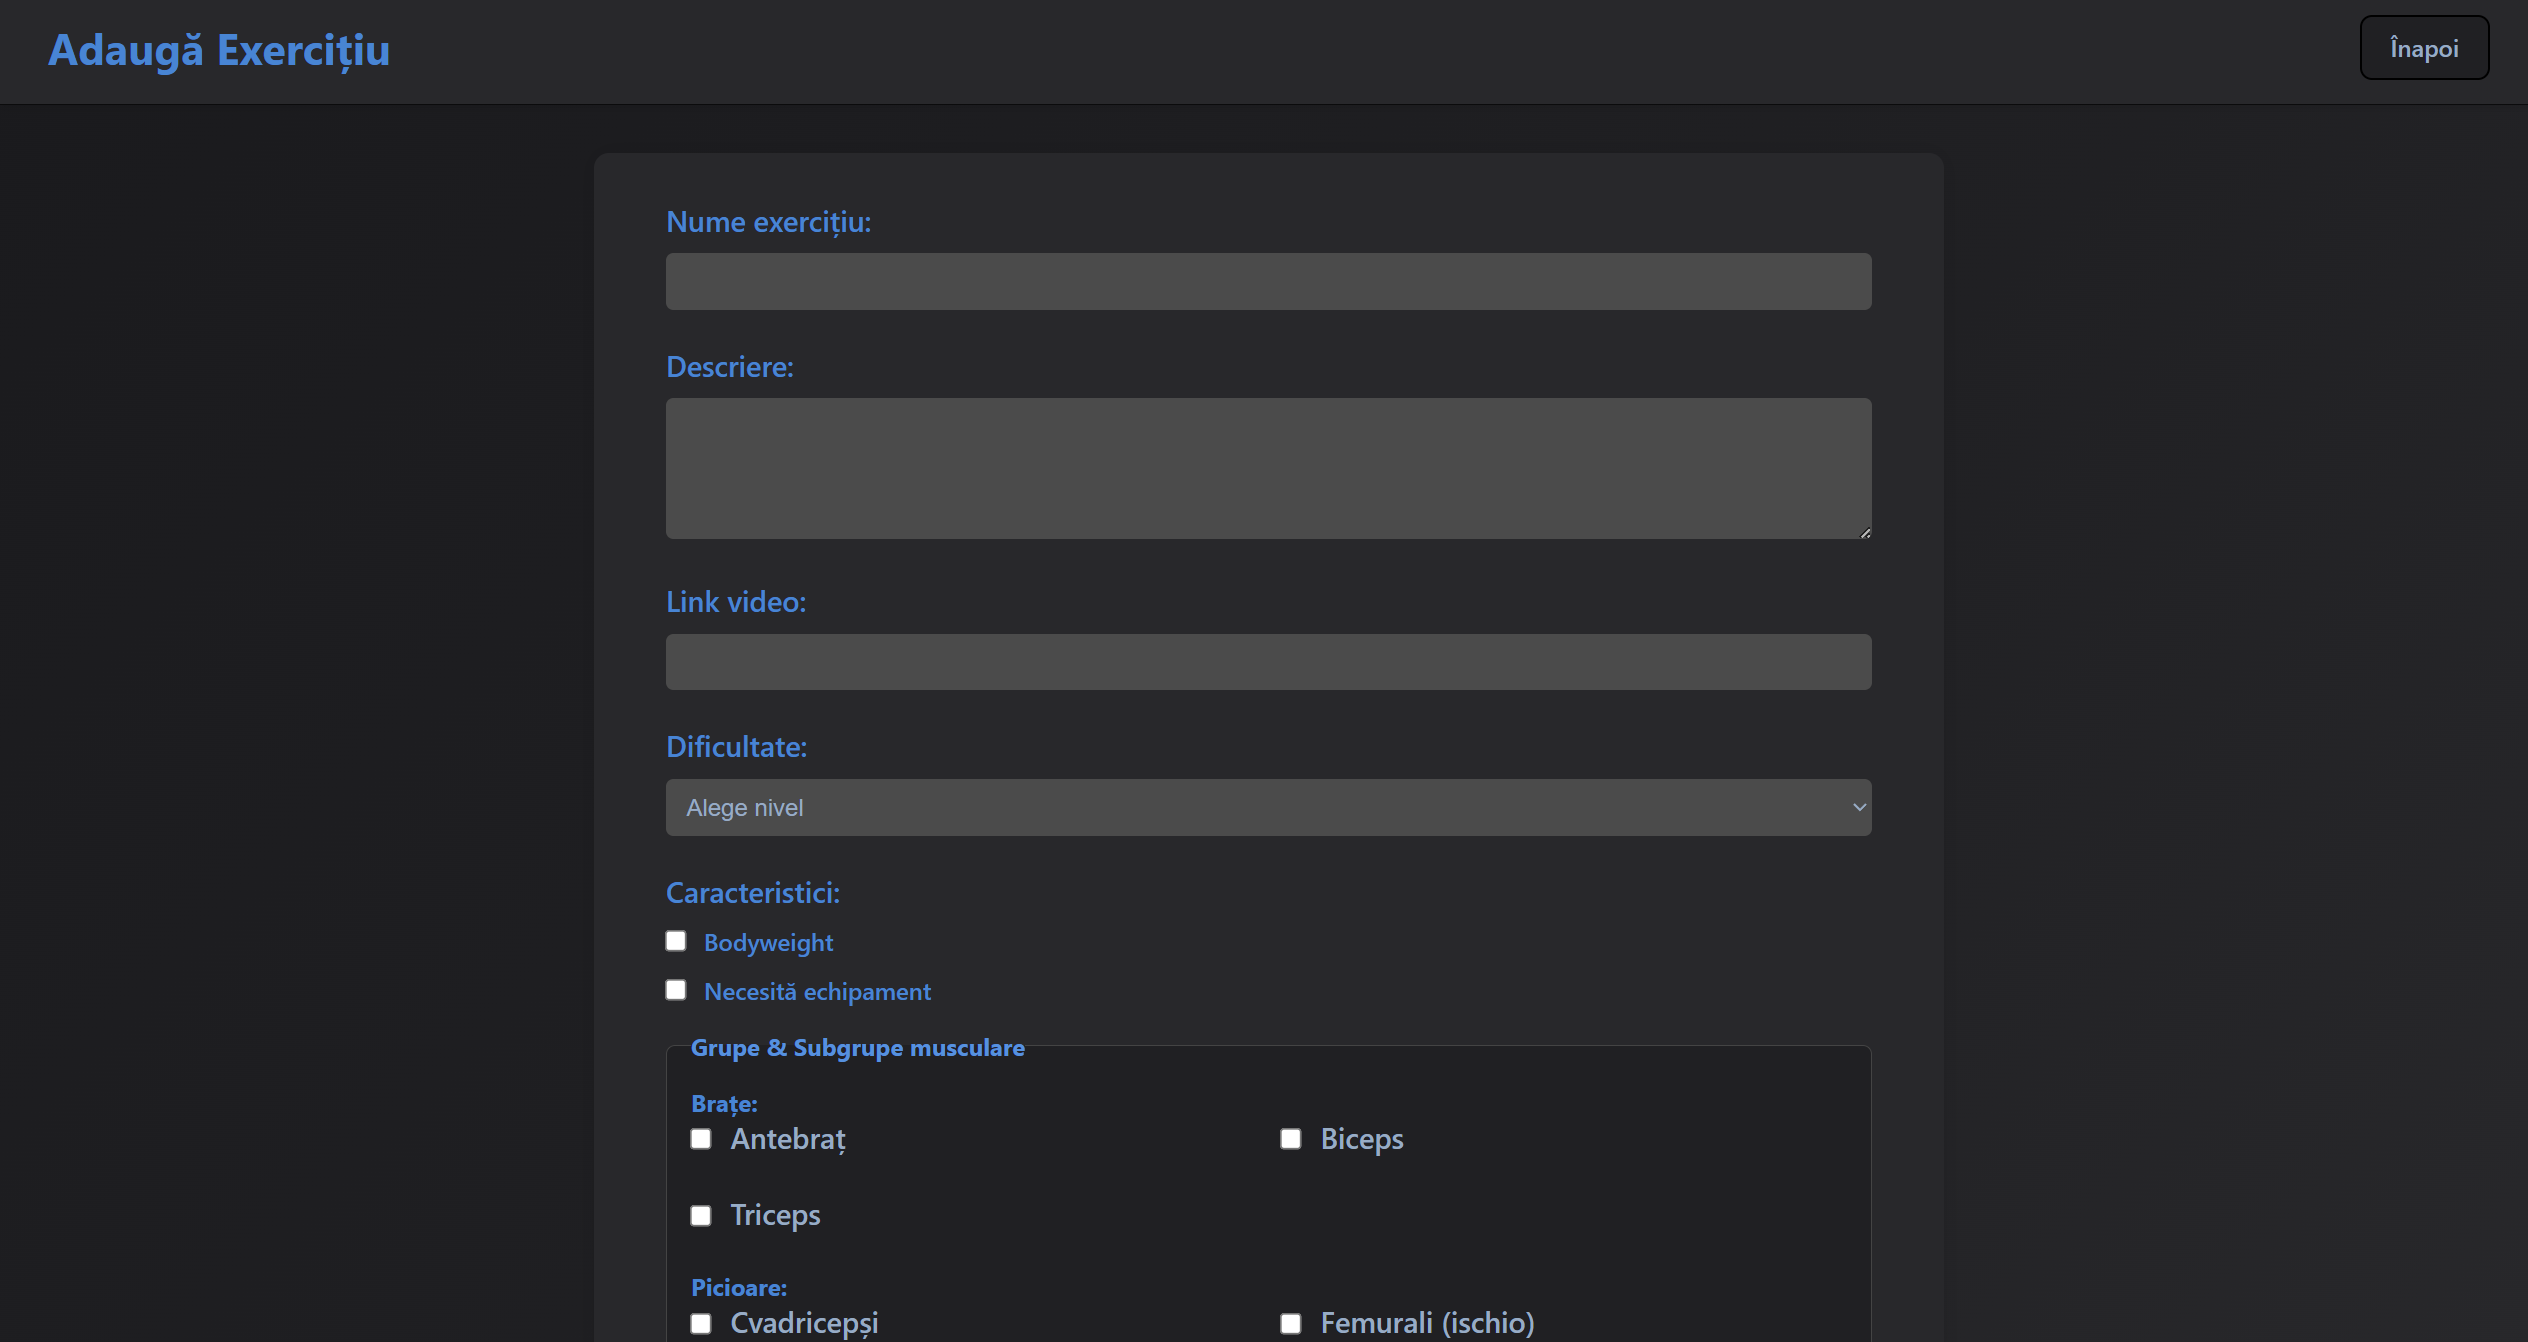 Adaugă Exercițiu
Înapoi
Nume exercițiu:
Descriere:
Link video:
Dificultate:
Alege nivel
Caracteristici:
Bodyweight
Necesită echipament
Grupe & Subgrupe musculare
Brațe:
Antebraț
Biceps
Triceps
Picioare:
Cvadricepși
Femurali (ischio)